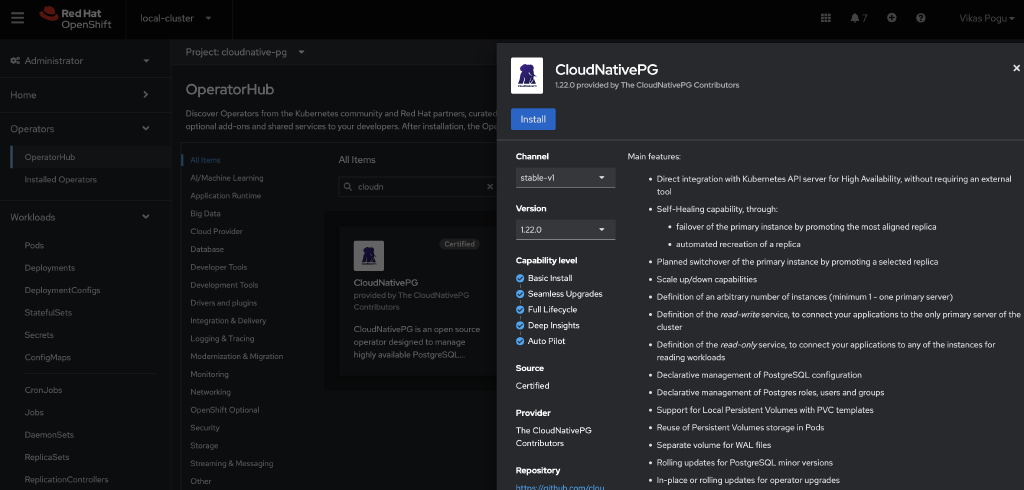 Red Hat
OpenShift
local-cluster
7
Vikas Pogu
Administrator
Home
Operators
OperatorHub
Installed Operators
Workloads
Pods
Deployments
DeploymentConfigs
StatefulSets
Secrets
ConfigMaps
CronJobs
Jobs
DaemonSets
ReplicaSets
ReplicationControllers
Project: cloudnative-pg
OperatorHub
Discover Operators from the Kubernetes community and Red Hat partners, curated
optional add-ons and shared services to your developers. After installation, the Ope
All Items
AI/Machine Learning
Application Runtime
Big Data
Cloud Provider
Database
Developer Tools
Development Tools
Drivers and plugins
Integration & Delivery
Logging & Tracing
Modernization & Migration
Monitoring
Networking
OpenShift Optional
Security
Storage
Streaming & Messaging
Other
All Items
cloudn
Certified
CloudNativePG
provided by The CloudNativePG
Contributors
CloudNativePG is an open source
operator designed to manage
highly available PostgreSQL...
CloudNativePG
1.22.0 provided by The CloudNativePG Contributors
Install
Channel
stable-v1
Version
1.22.0
Capability level
Basic Install
Seamless Upgrades
Full Lifecycle
Deep Insights
Auto Pilot
Source
Certified
Provider
The CloudNativePG
Contributors
Repository
https://github.com/clou
Main features:
• Direct integration with Kubernetes API server for High Availability, without requiring an external
tool
• Self-Healing capability, through:
• failover of the primary instance by promoting the most aligned replica
• automated recreation of a replica
• Planned switchover of the primary instance by promoting a selected replica
• Scale up/down capabilities
• Definition of an arbitrary number of instances (minimum 1 - one primary server)
• Definition of the read-write service, to connect your applications to the only primary server of the
cluster
• Definition of the read-only service, to connect your applications to any of the instances for
reading workloads
• Declarative management of PostgreSQL configuration
• Declarative management of Postgres roles, users and groups
• Support for Local Persistent Volumes with PVC templates
• Reuse of Persistent Volumes storage in Pods
• Separate volume for WAL files
• Rolling updates for PostgreSQL minor versions
• In-place or rolling updates for operator upgrades